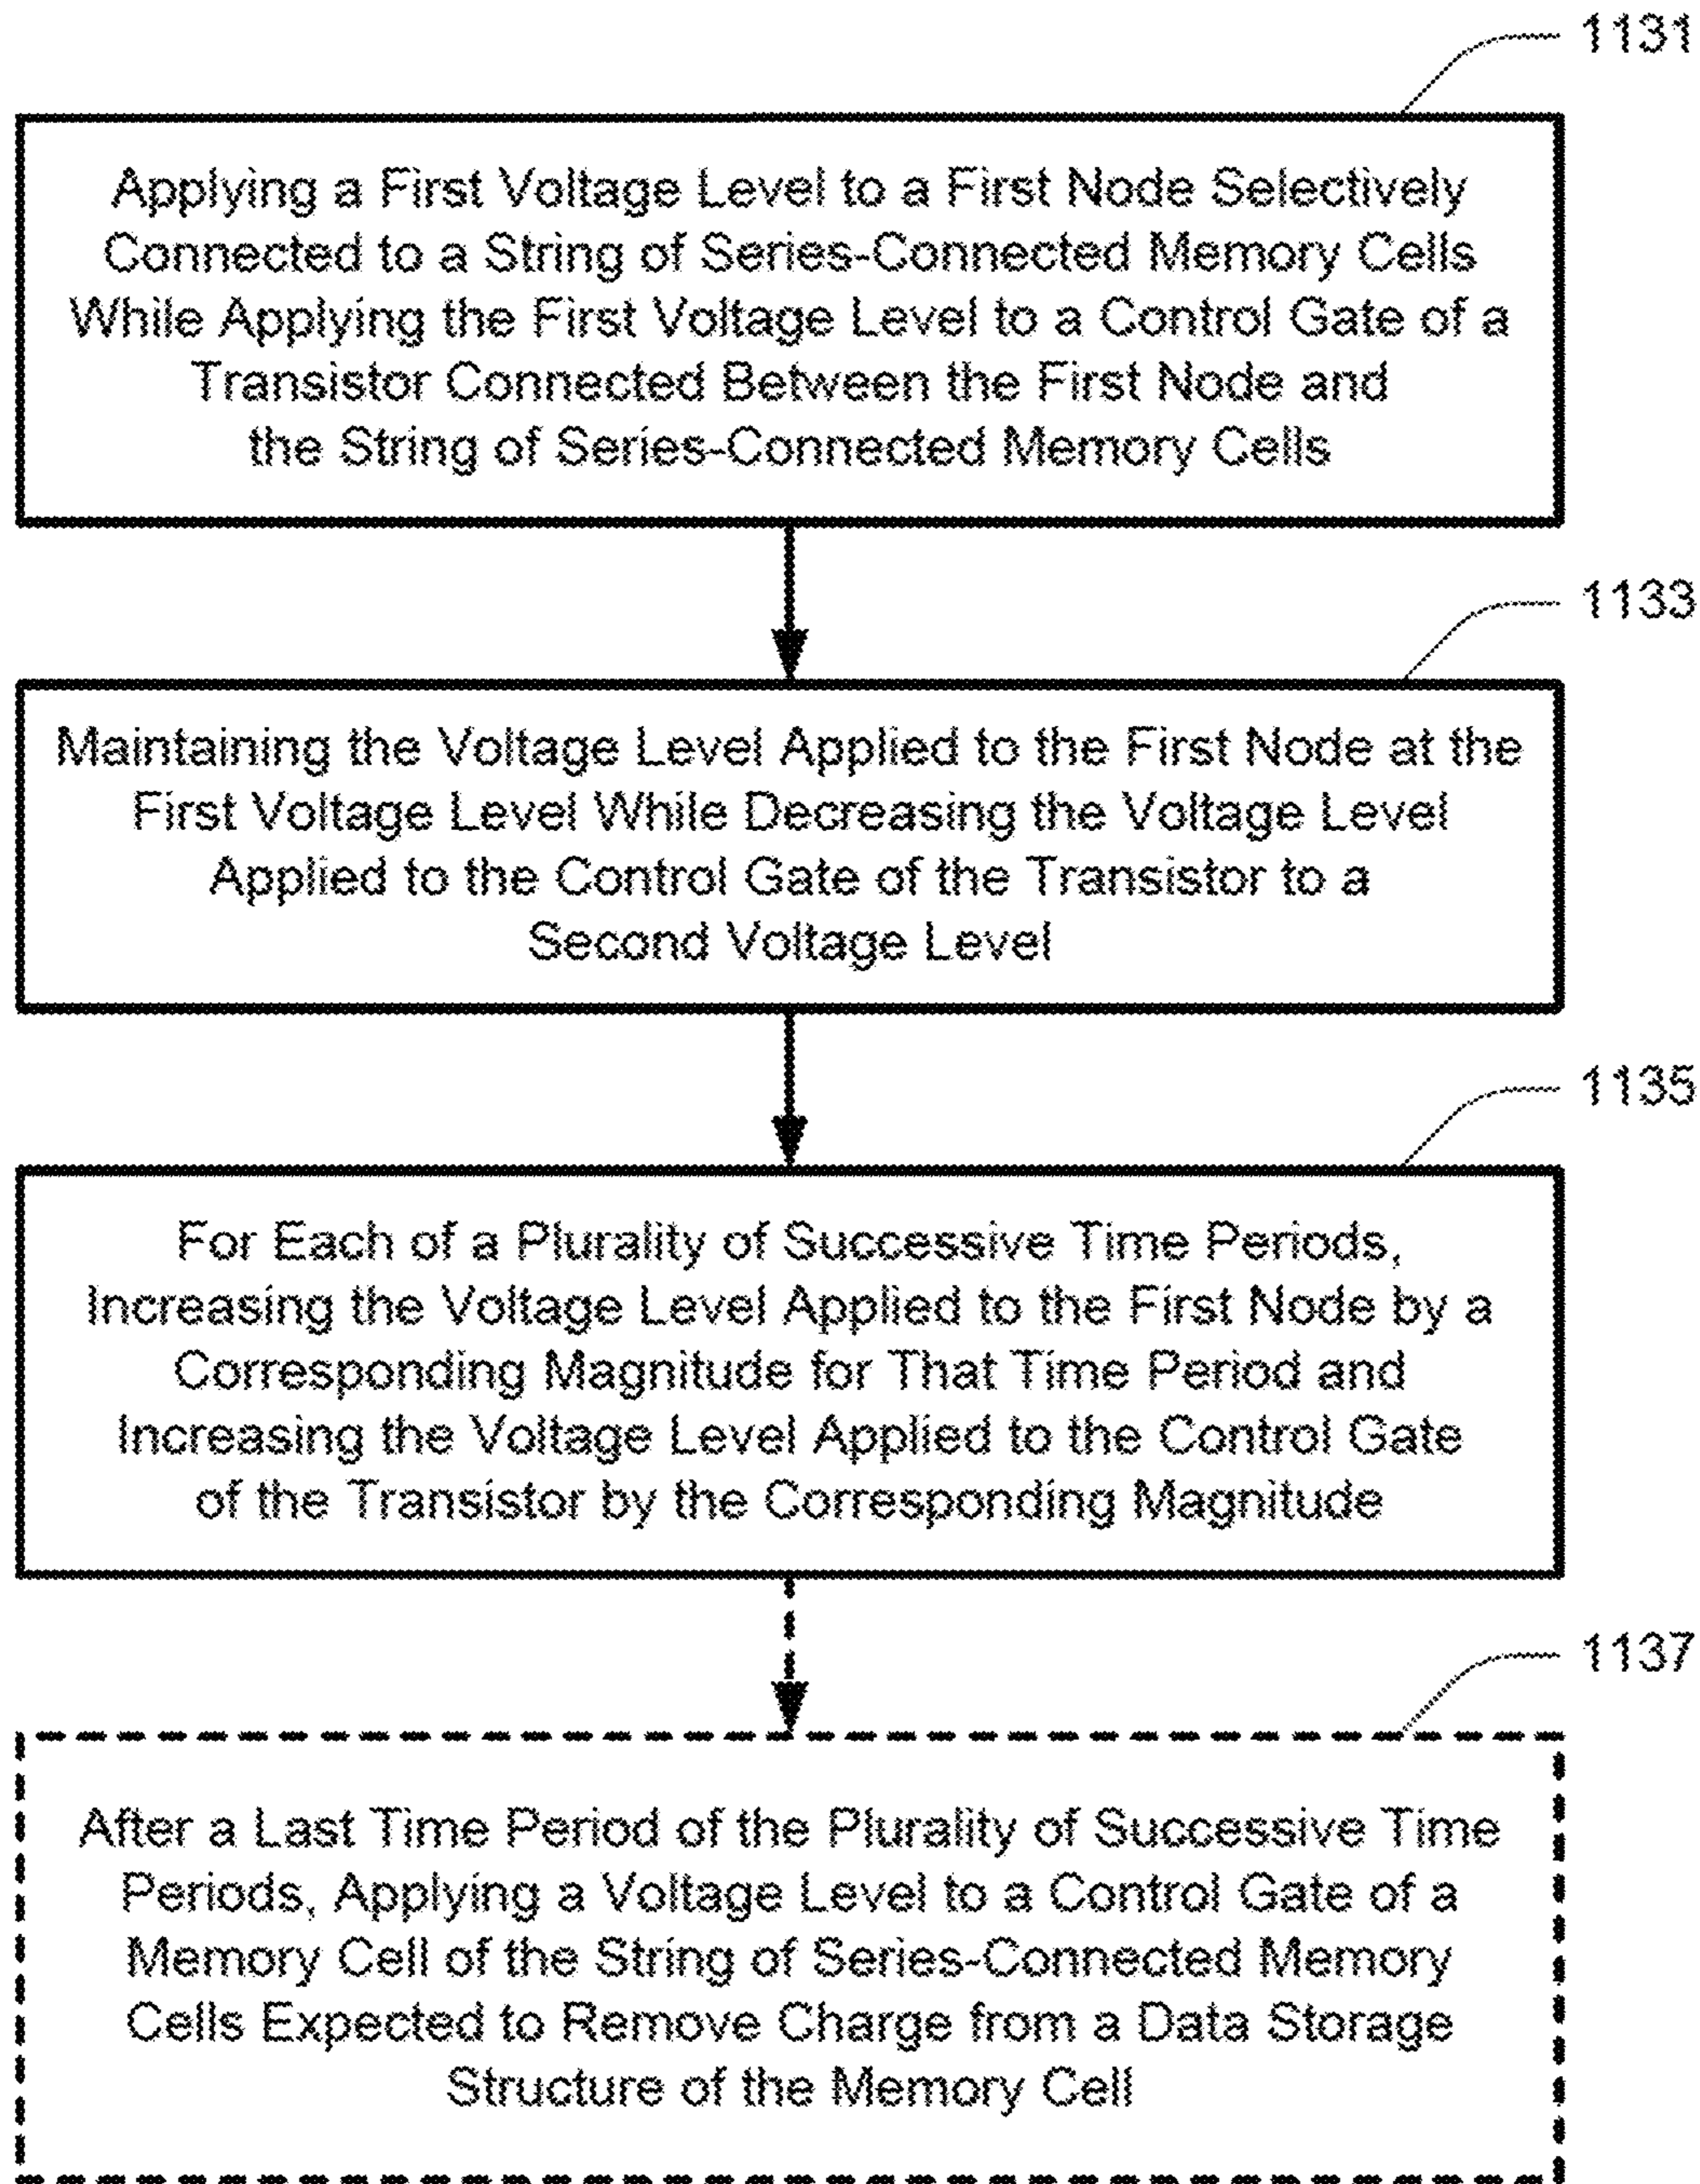 1131
Applying a First Voltage Level to a First Node Selectively
Connected to a String of Series-Connected Memory Cells
While Applying the First Voltage Level to a Control Gate of a
Transistor Connected Between the First Node and
the String of Series-Connected Memory Cells
1133
Maintaining the Voltage Level Applied to the First Node at the
First Voltage Level While Decreasing the Voltage Level
Applied to the Control Gate of the Transistor to a
Second Voltage Level
1135
For Each of a Plurality of Successive Time Periods,
Increasing the Voltage Level Applied to the First Node by a
Corresponding Magnitude for That Time Period and
Increasing the Voltage Level Applied to the Control Gate
of the Transistor by the Corresponding Magnitude
1137
After a Last Time Period of the Plurality of Successive Time
Periods, Applying a Voltage Level to a Control Gate of a
Memory Cell of the String of Series-Connected Memory
Cells Expected to Remove Charge from a Data Storage
Structure of the Memory Cell